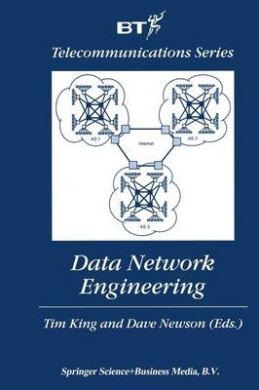 BT
Telecommunications Series
AS 1
AS 2
Internet
AS 3
Data Network
Engineering
Tim King and Dave Newson (Eds.)
Springer Science+Business Media, B.V.